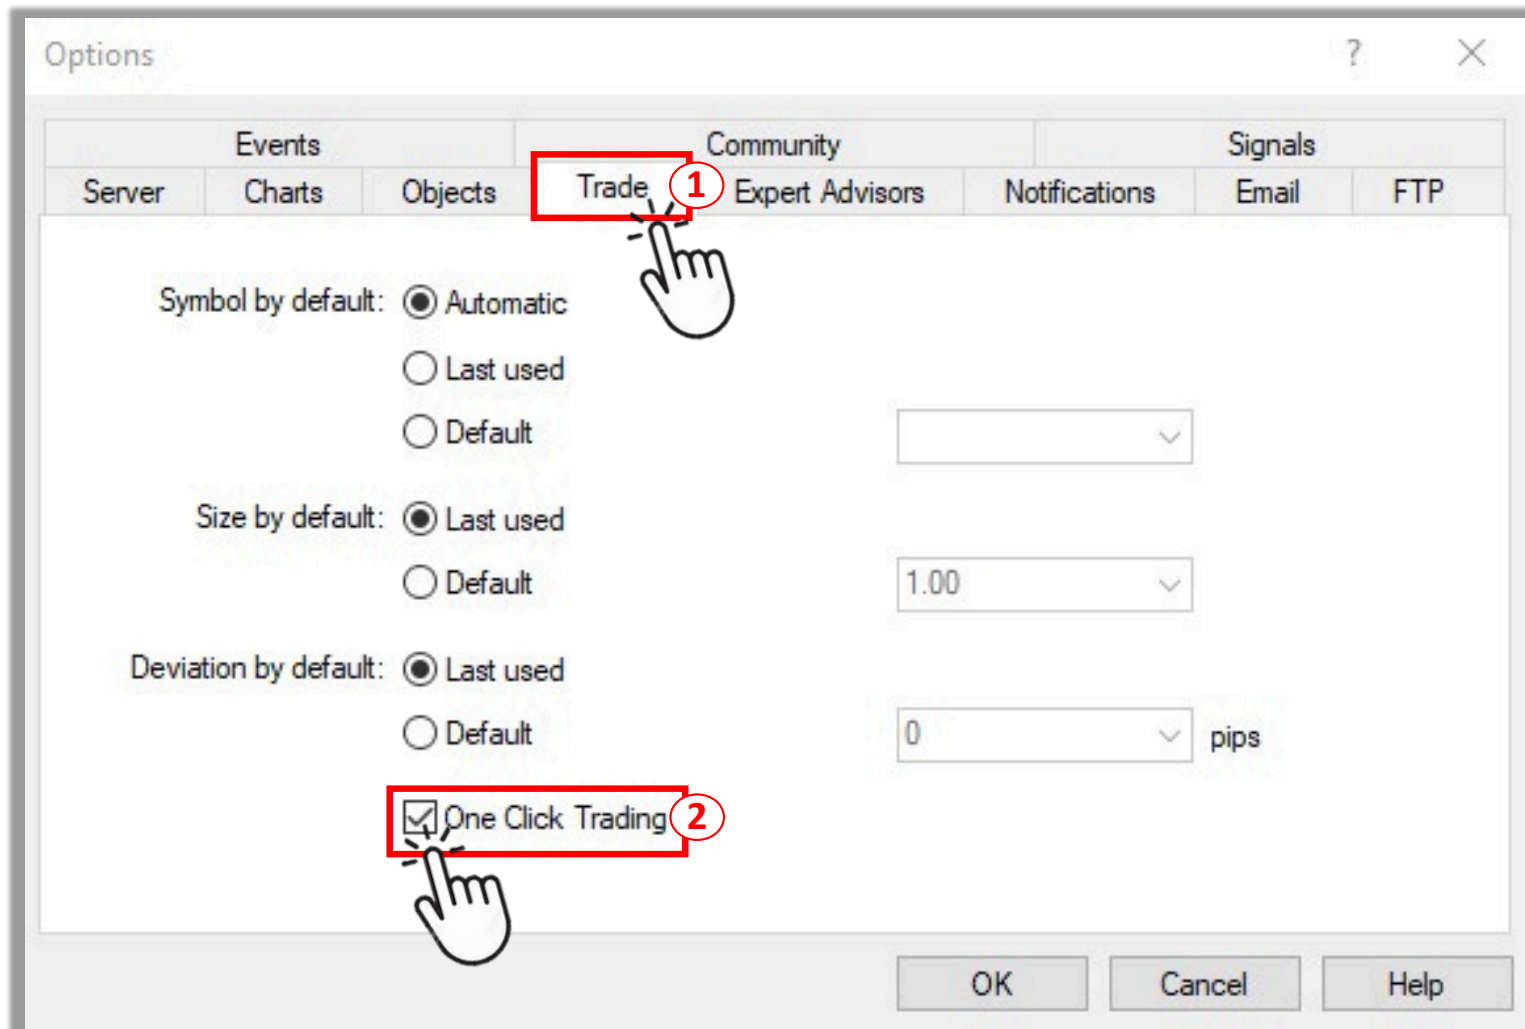 Options
?
Events Community Signals
Server Charts Objects Trade 1 Expert Advisors Notifications Email FTP
Symbol by default: Automatic
Last used
Default
Size by default: Last used
Default 1.00
Deviation by default: Last used
Default 0 pips
One Click Trading 2
OK Cancel Help